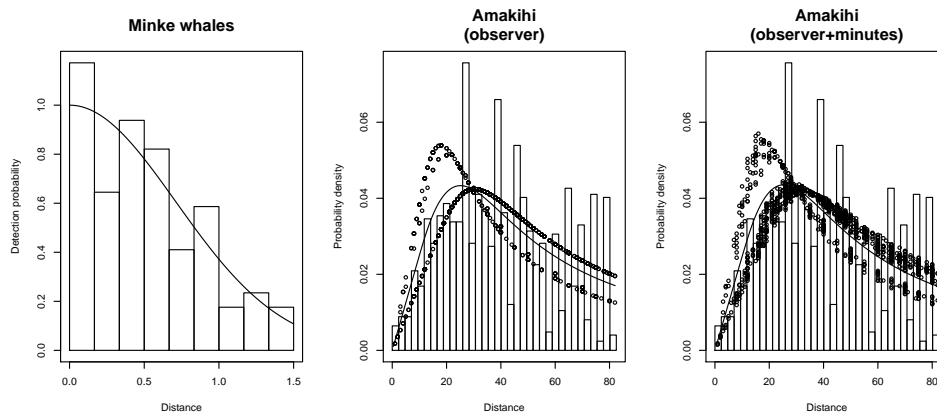 Minke whales
Detection probability
0.0
0.2
0.4
0.6
0.8
1.0
0.0
0.5
1.0
1.5
Distance
Amakihi
(observer)
Probability density
0.00
0.02
0.04
0.06
0
20
40
60
80
Distance
Amakihi
(observer+minutes)
Probability density
0.00
0.02
0.04
0.06
0
20
40
60
80
Distance